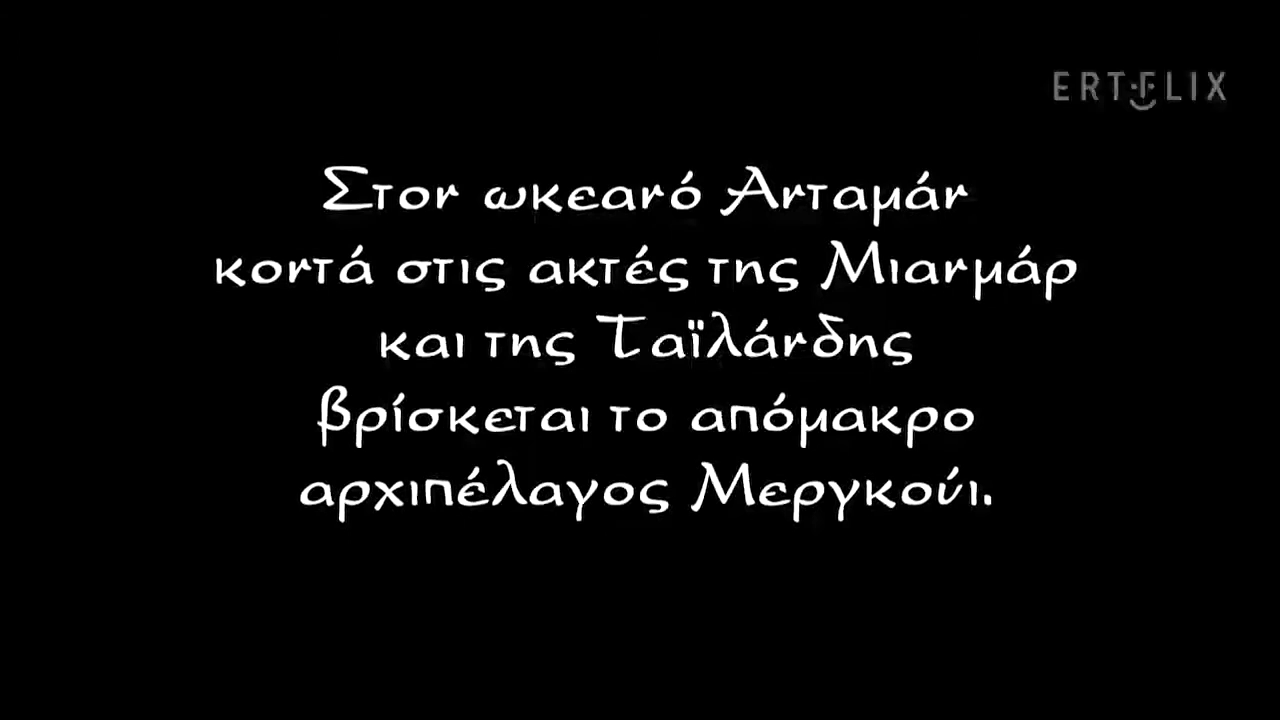 ERTFLIX
Στον ωκεανό Ανταμάν
κοντά στις ακτές της Μιανμάρ
και της Ταϊλάνδης
βρίσκεται το απόμακρο
αρχιπέλαγος Μεργκούι.